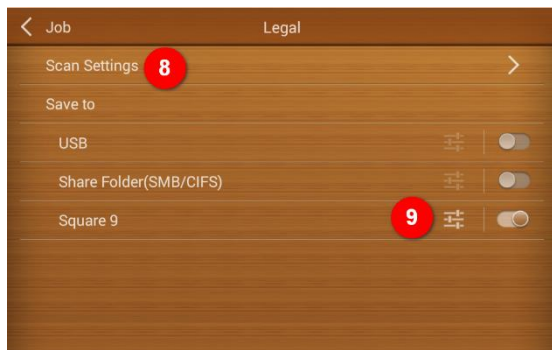 Job Legal
Scan Settings 8
Save to
USB
Share Folder(SMB/CIFS)
Square 9 9